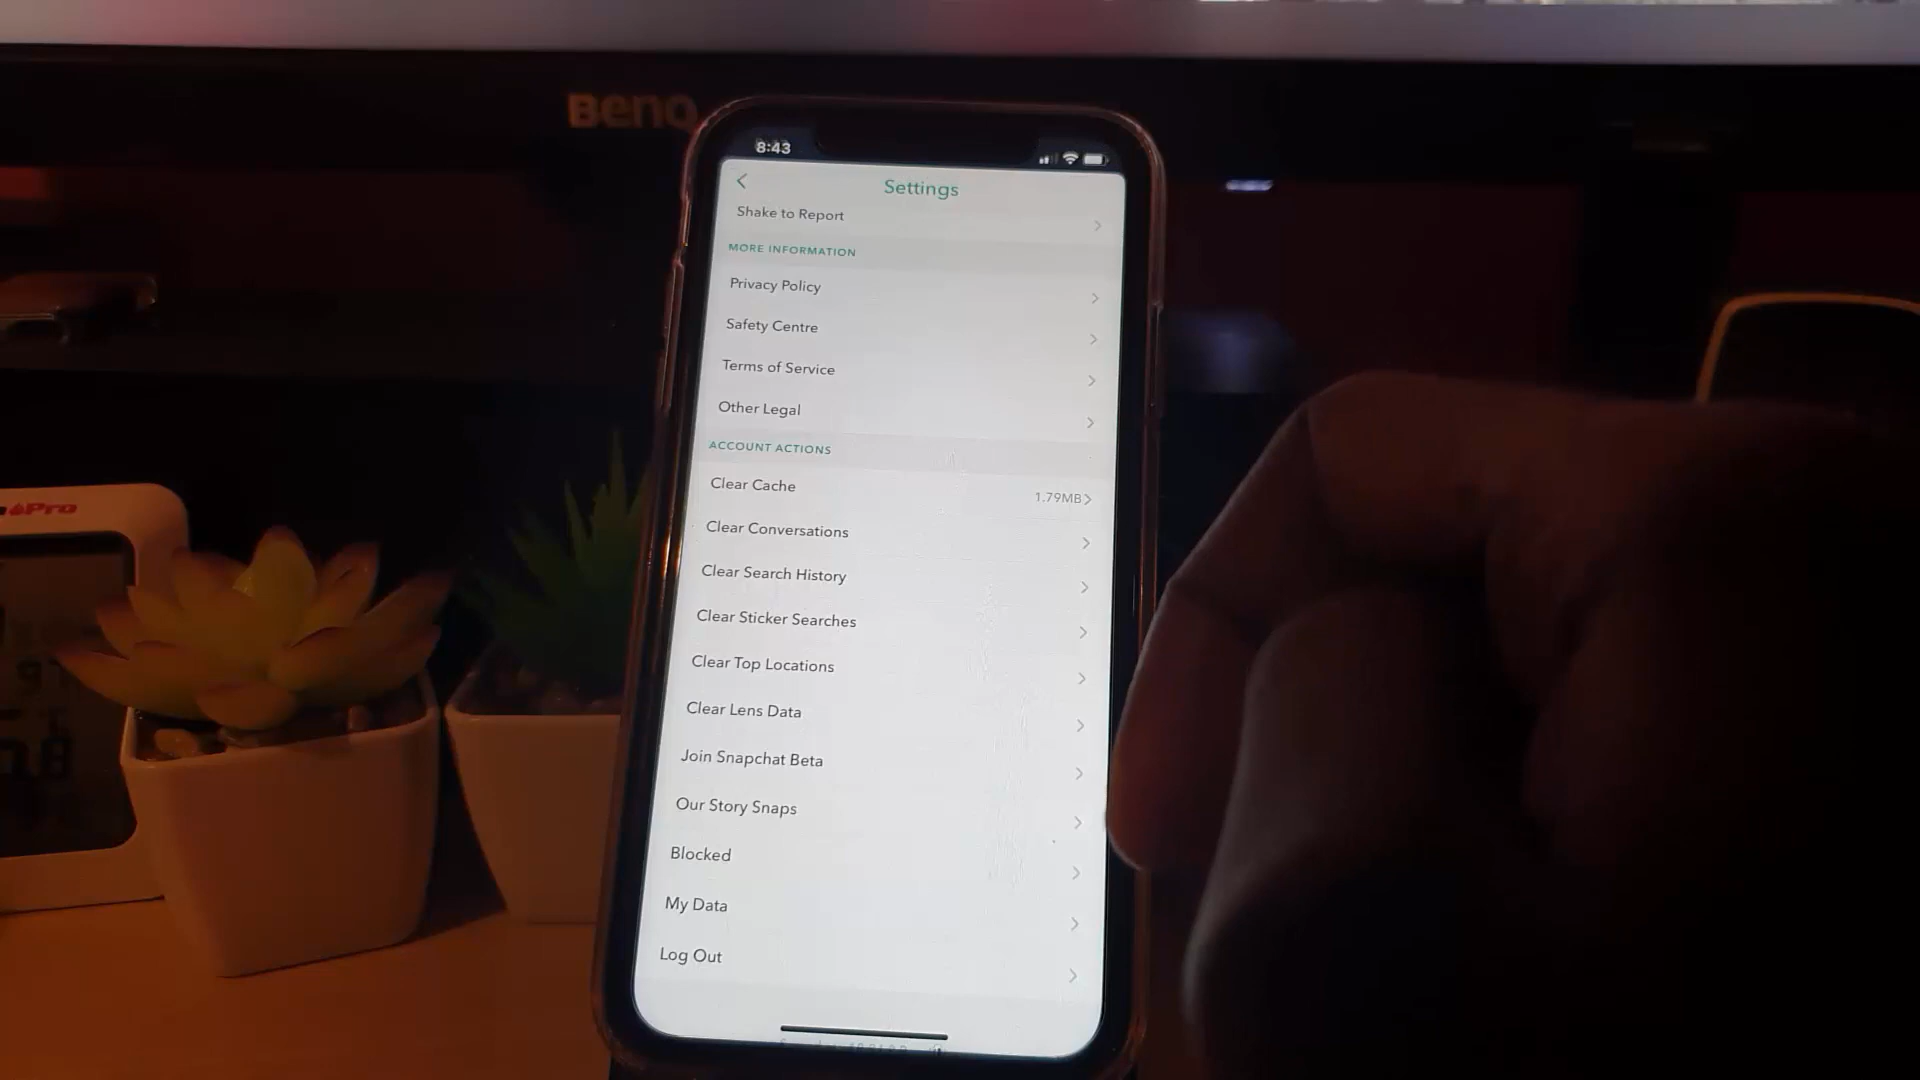 BenQ
8:43
Settings
Shake to Report
MORE INFORMATION
Privacy Policy
Safety Centre
Terms of Service
Other Legal
ACCOUNT ACTIONS
Clear Cache 1.79MB
Clear Conversations
Clear Search History
Clear Sticker Searches
Clear Top Locations
Clear Lens Data
Join Snapchat Beta
Our Story Snaps
Blocked
My Data
Log Out
Pro